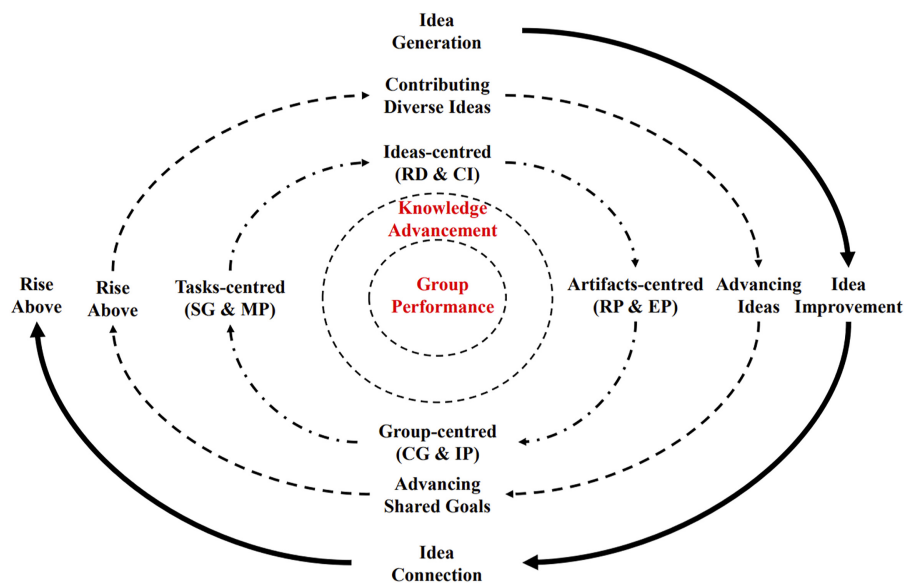 Idea
Generation
Contributing
Diverse Ideas
Ideas-centred
(RD & CI)
Knowledge
Advancement
Group
Performance
Rise
Above
Rise
Above
Tasks-centred
(SG & MP)
Artifacts-centred
(RP & EP)
Advancing
Ideas
Idea
Improvement
Group-centred
(CG & IP)
Advancing
Shared Goals
Idea
Connection